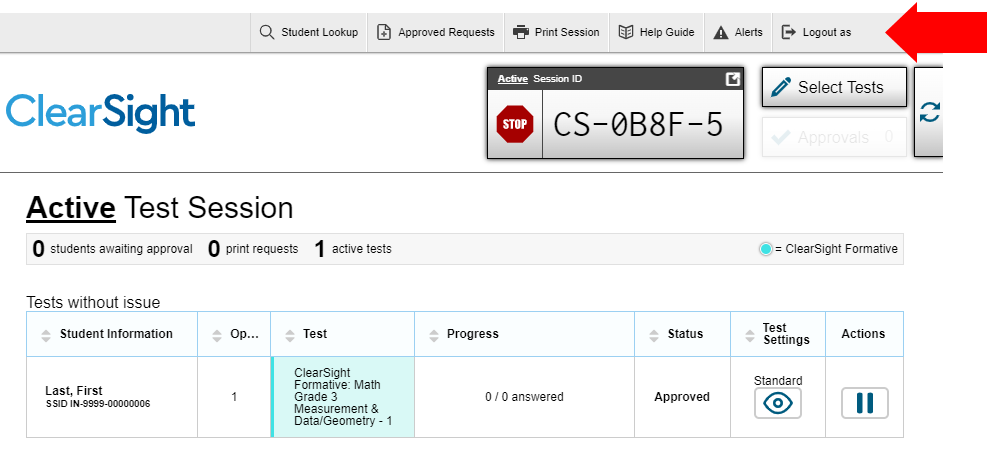 Student Lookup
Approved Requests
Print Session
Help Guide
Alerts
Logout as
ClearSight
Active Session ID
STOP
CS-0B8F-5
Select Tests
Approvals 0
Active Test Session
0 students awaiting approval 0 print requests 1 active tests
= ClearSight Formative
Tests without issue
Student Information
Op...
Test
Progress
Status
Test
Settings
Actions
Last, First
SSID IN-9999-00000006
1
ClearSight
Formative: Math
Grade 3
Measurement &
Data/Geometry - 1
0 / 0 answered
Approved
Standard